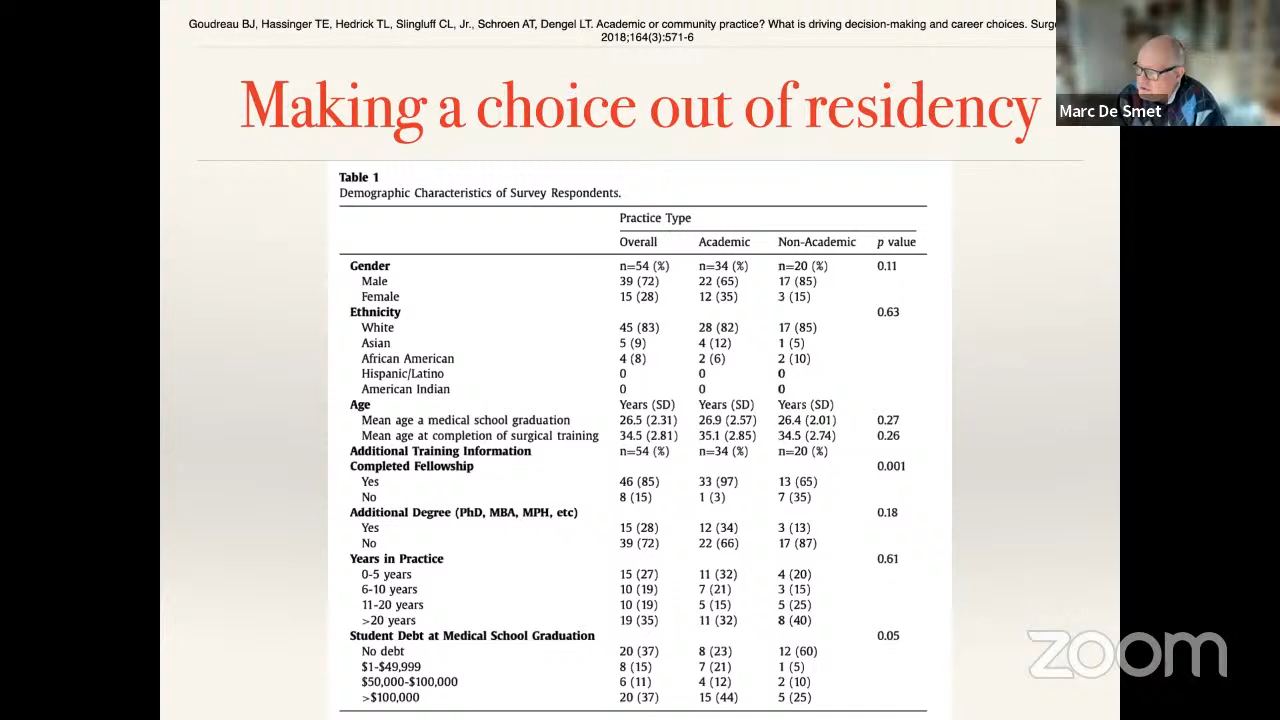 Goudreau BJ, Hassinger TE, Hedrick TL, Slingluff CL, Jr., Schroen AT, Dengel LT. Academic or community practice? What is driving decision-making and career choices.
2018;164(3):571-6
Making a choice out of residency
Marc De Smet
Table 1
Demographic Characteristics of Survey Respondents.
Practice Type
Overall Academic Non-Academic p value
Gender n=54 (%) n=34 (%) n=20 (%) 0.11
Male 39 (72) 22 (65) 17 (85)
Female 15 (28) 12 (35) 3 (15)
Ethnicity 0.63
White 45 (83) 28 (82) 17 (85)
Asian 5 (9) 4 (12) 1 (5)
African American 4 (8) 2 (6) 2 (10)
Hispanic/Latino 0 0 0
American Indian 0 0 0
Age Years (SD) Years (SD) Years (SD)
Mean age a medical school graduation 26.5 (2.31) 26.9 (2.57) 26.4 (2.01) 0.27
Mean age at completion of surgical training 34.5 (2.81) 35.1 (2.85) 34.5 (2.74) 0.26
Additional Training Information n=54 (%) n=34 (%) n=20 (%)
Completed Fellowship 0.001
Yes 46 (85) 33 (97) 13 (65)
No 8 (15) 1 (3) 7 (35)
Additional Degree (PhD, MBA, MPH, etc) 0.18
Yes 15 (28) 12 (34) 3 (13)
No 39 (72) 22 (66) 17 (87)
Years in Practice 0.61
0-5 years 15 (27) 11 (32) 4 (20)
6-10 years 10 (19) 7 (21) 3 (15)
11-20 years 10 (19) 5 (15) 5 (25)
>20 years 19 (35) 11 (32) 8 (40)
Student Debt at Medical School Graduation 0.05
No debt 20 (37) 8 (23) 12 (60)
$1-$49,999 8 (15) 7 (21) 1 (5)
$50,000-$100,000 6 (11) 4 (12) 2 (10)
>$100,000 20 (37) 15 (44) 5 (25)
zoom